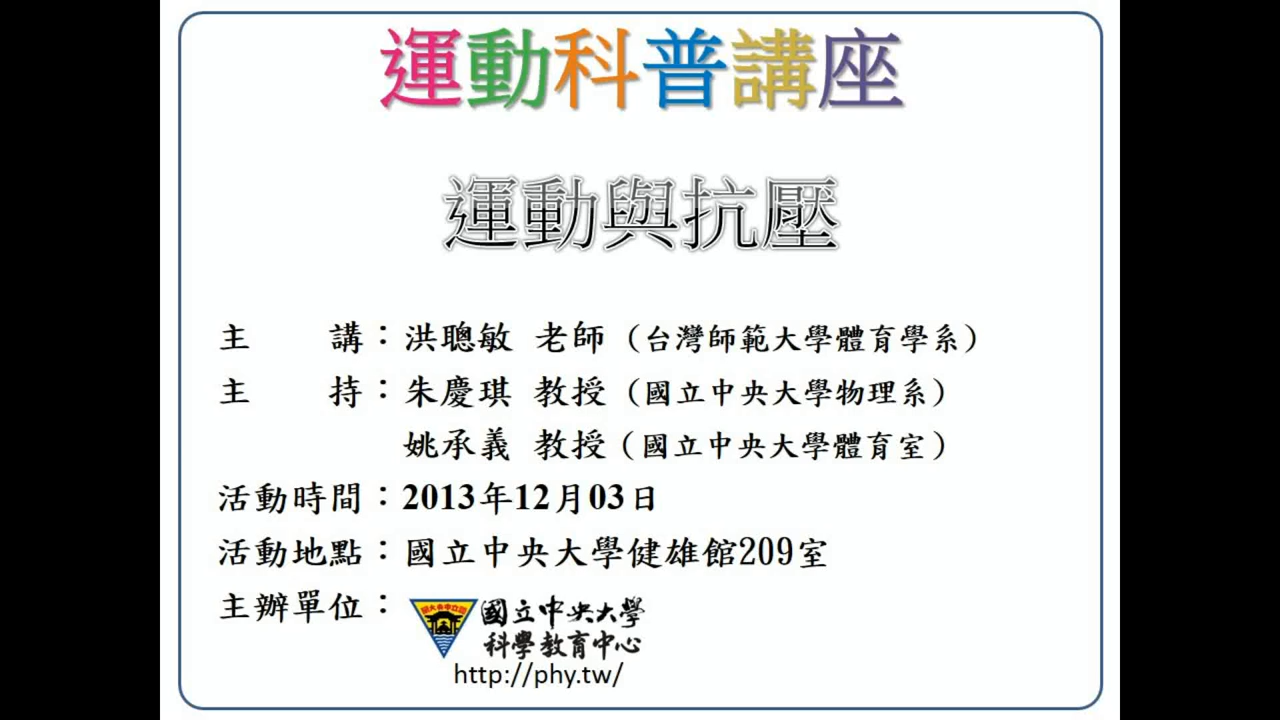 運動科普講座
運動與抗壓
主　　講：洪聰敏 老師（台灣師範大學體育學系）
主　　持：朱慶琪 教授（國立中央大學物理系）
姚承義 教授（國立中央大學體育室）
活動時間：2013年12月03日
活動地點：國立中央大學健雄館209室
主辦單位：國立中央大學
科學教育中心
http://phy.tw/